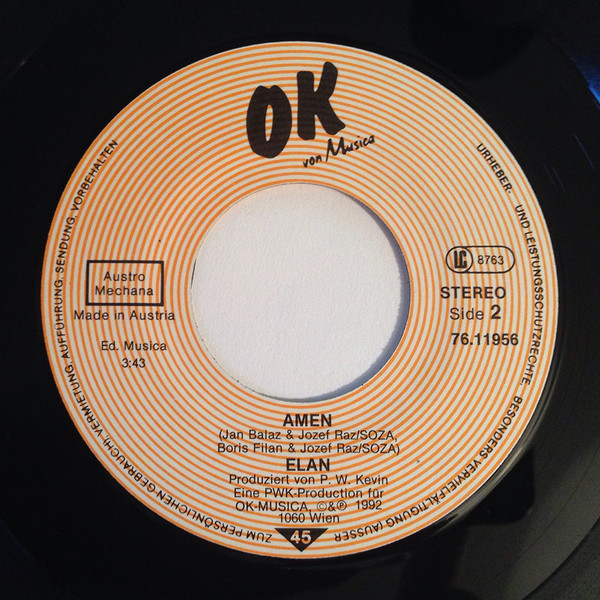 OK
von Musica
URHEBER- UND LEISTUNGSSCHUTZRECHTE, BESONDERS VERVIELFÄLTIGUNG (AUSSER
ZUM PERSÖNLICHEN GEBRAUCH), VERMIETUNG, AUFFÜHRUNG, SENDUNG, VORBEHALTEN
Austro
Mechana
Made in Austria
Ed. Musica
3:43
LC 8763
STEREO
Side 2
76.11956
AMEN
(Jan Balaz & Jozef Raz/SOZA,
Boris Filan & Jozef Raz/SOZA)
ELAN
Produziert von P. W. Kevin
Eine PWK-Production für
OK-MUSICA, ©&℗ 1992
1060 Wien
45